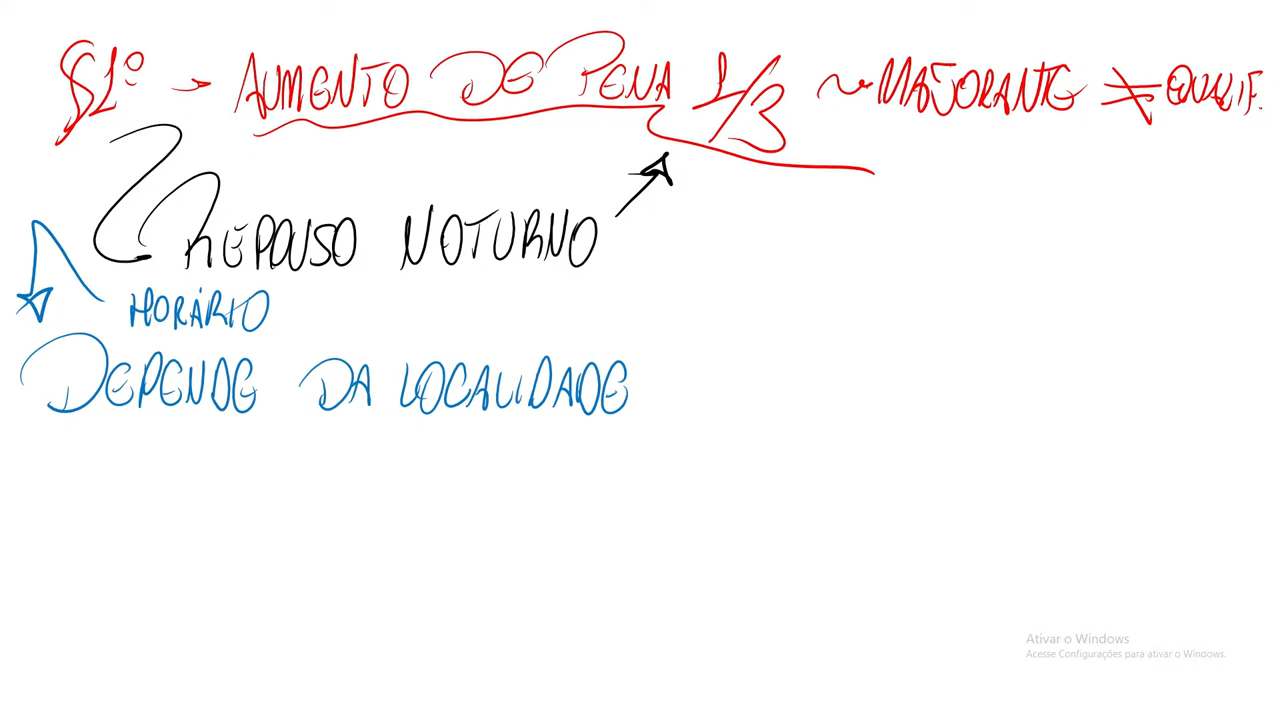 §1º → AUMENTO DE PENA 1/3 ~ MAJORANTE ≠ QUALIF.
REPOUSO NOTURNO
HORÁRIO
DEPENDE DA LOCALIDADE
Ativar o Windows
Acesse Configurações para ativar o Windows.